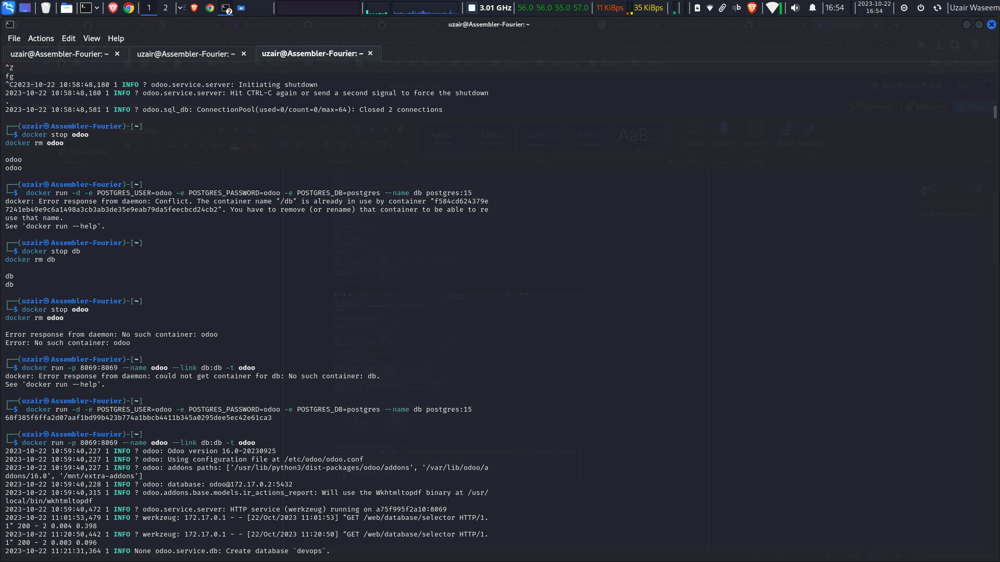 1
2
2
3.01 GHz
56.0 56.0 55.0 57.0
11 KiBps
35 KiBps
16:54
2023-10-22
16:54
Uzair Waseem
uzair@Assembler-Fourier: ~
File Actions Edit View Help
uzair@Assembler-Fourier: ~ ×
uzair@Assembler-Fourier: ~ ×
uzair@Assembler-Fourier: ~ ×
^Z
fg
^C2023-10-22 10:58:48,180 1 INFO ? odoo.service.server: Initiating shutdown
2023-10-22 10:58:48,180 1 INFO ? odoo.service.server: Hit CTRL-C again or send a second signal to force the shutdown
.
2023-10-22 10:58:48,581 1 INFO ? odoo.sql_db: ConnectionPool(used=0/count=0/max=64): Closed 2 connections
┌──(uzair㉿Assembler-Fourier)-[~]
└─$ docker stop odoo
docker rm odoo
odoo
odoo
┌──(uzair㉿Assembler-Fourier)-[~]
└─$  docker run -d -e POSTGRES_USER=odoo -e POSTGRES_PASSWORD=odoo -e POSTGRES_DB=postgres --name db postgres:15
docker: Error response from daemon: Conflict. The container name "/db" is already in use by container "f584cd624379e
7241eb49e9c6a1498a3cb3ab3de35e9eab79da5feecbcd24cb2". You have to remove (or rename) that container to be able to re
use that name.
See 'docker run --help'.
┌──(uzair㉿Assembler-Fourier)-[~]
└─$ docker stop db
docker rm db
db
db
┌──(uzair㉿Assembler-Fourier)-[~]
└─$ docker stop odoo
docker rm odoo
Error response from daemon: No such container: odoo
Error: No such container: odoo
┌──(uzair㉿Assembler-Fourier)-[~]
└─$ docker run -p 8069:8069 --name odoo --link db:db -t odoo
docker: Error response from daemon: could not get container for db: No such container: db.
See 'docker run --help'.
┌──(uzair㉿Assembler-Fourier)-[~]
└─$  docker run -d -e POSTGRES_USER=odoo -e POSTGRES_PASSWORD=odoo -e POSTGRES_DB=postgres --name db postgres:15
68f385f6ffa2d07aaf1bd99b423b774a1bbcb4411b345a0295dee5ec42e61ca3
┌──(uzair㉿Assembler-Fourier)-[~]
└─$ docker run -p 8069:8069 --name odoo --link db:db -t odoo
2023-10-22 10:59:40,227 1 INFO ? odoo: Odoo version 16.0-20230925
2023-10-22 10:59:40,227 1 INFO ? odoo: Using configuration file at /etc/odoo/odoo.conf
2023-10-22 10:59:40,227 1 INFO ? odoo: addons paths: ['/usr/lib/python3/dist-packages/odoo/addons', '/var/lib/odoo/a
ddons/16.0', '/mnt/extra-addons']
2023-10-22 10:59:40,228 1 INFO ? odoo: database: odoo@172.17.0.2:5432
2023-10-22 10:59:40,315 1 INFO ? odoo.addons.base.models.ir_actions_report: Will use the Wkhtmltopdf binary at /usr/
local/bin/wkhtmltopdf
2023-10-22 10:59:40,472 1 INFO ? odoo.service.server: HTTP service (werkzeug) running on a75f995f2a10:8069
2023-10-22 11:01:53,479 1 INFO ? werkzeug: 172.17.0.1 - - [22/Oct/2023 11:01:53] "GET /web/database/selector HTTP/1.
1" 200 - 2 0.004 0.398
2023-10-22 11:20:50,442 1 INFO ? werkzeug: 172.17.0.1 - - [22/Oct/2023 11:20:50] "GET /web/database/selector HTTP/1.
1" 200 - 2 0.003 0.096
2023-10-22 11:21:31,364 1 INFO None odoo.service.db: Create database `devops`.